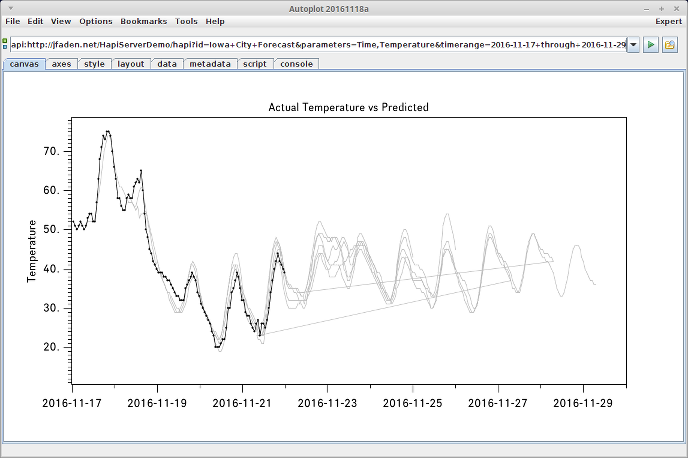 Autoplot 20161118a
File Edit View Options Bookmarks Tools Help Expert
api:http://jfaden.net/HapiServerDemo/hapi?id=Iowa+City+Forecast&parameters=Time,Temperature&timerange=2016-11-17+through+2016-11-29
canvas axes style layout data metadata script console
Actual Temperature vs Predicted
70.
60.
50.
40.
30.
20.
Temperature
2016-11-17 2016-11-19 2016-11-21 2016-11-23 2016-11-25 2016-11-27 2016-11-29